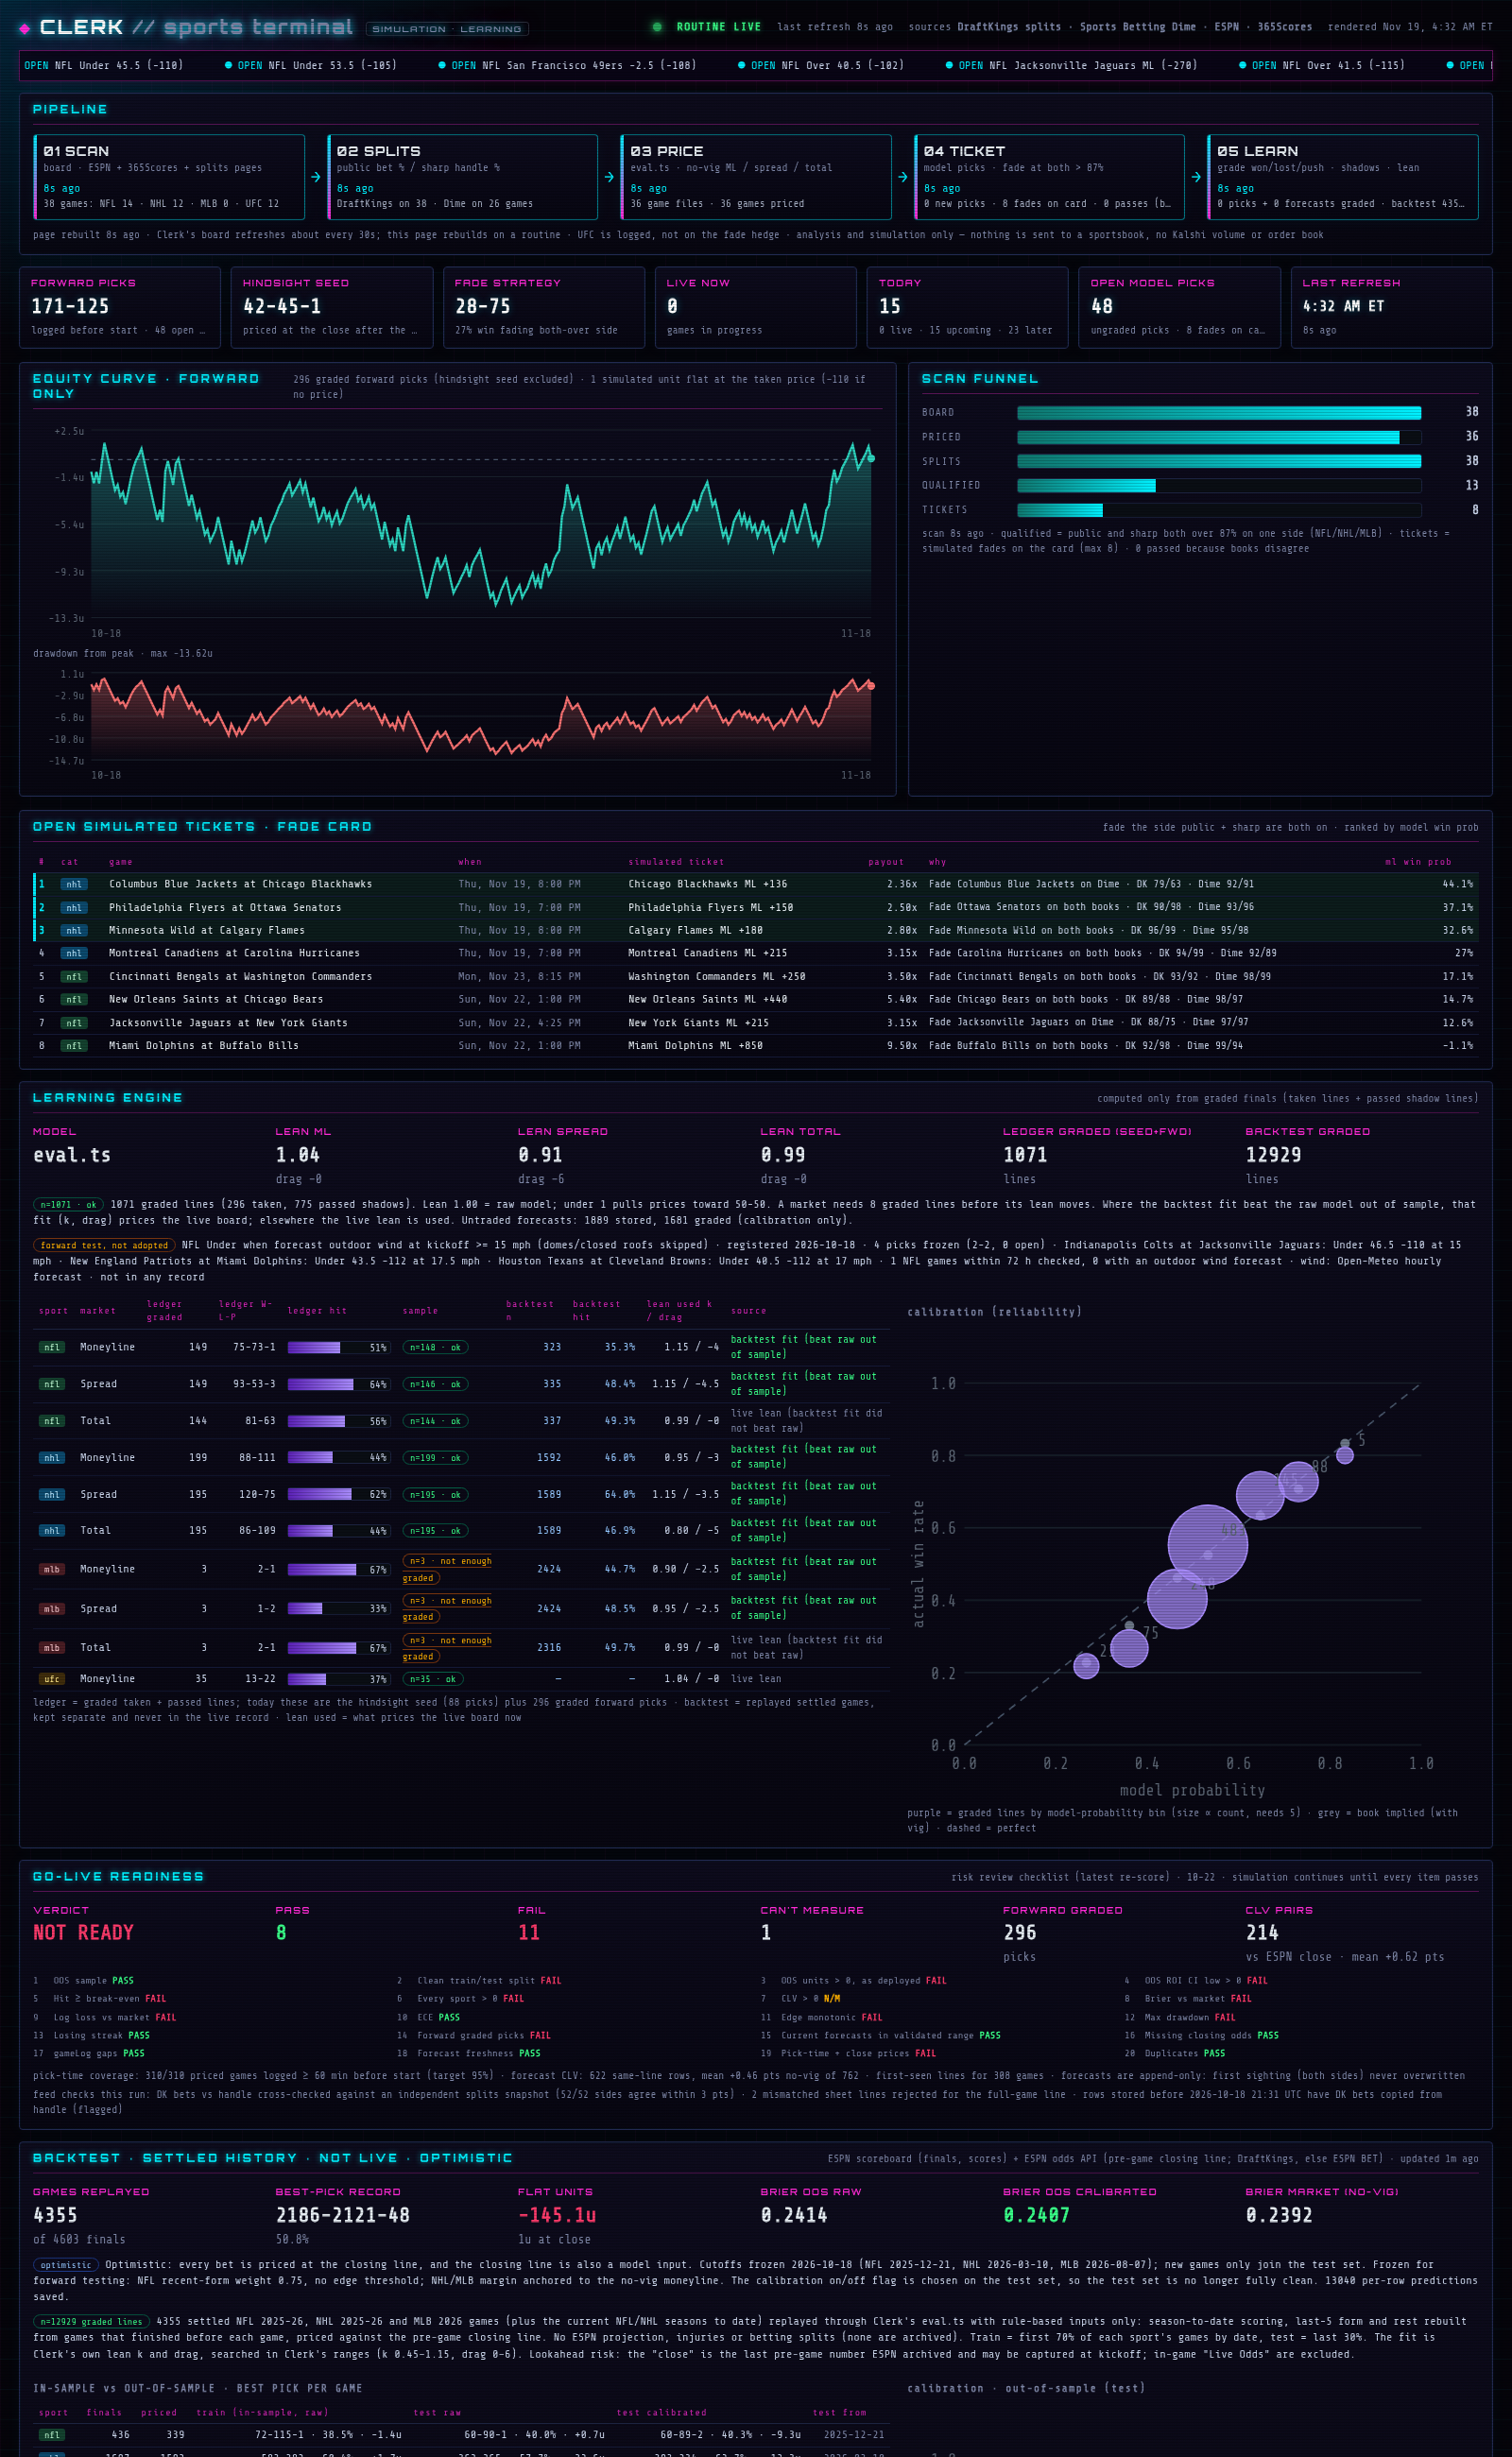 ◆ CLERK // sports terminal SIMULATION · LEARNING
ROUTINE LIVE last refresh 8s ago sources DraftKings splits · Sports Betting Dime · ESPN · 365Scores rendered Nov 19, 4:32 AM ET
OPEN NFL Under 45.5 (-110) ● OPEN NFL Under 53.5 (-105) ● OPEN NFL San Francisco 49ers -2.5 (-108) ● OPEN NFL Over 40.5 (-102) ● OPEN NFL Jacksonville Jaguars ML (-270) ● OPEN NFL Over 41.5 (-115) ● OPEN
PIPELINE
01 SCAN
board · ESPN + 365Scores + splits pages
8s ago
38 games: NFL 14 · NHL 12 · MLB 0 · UFC 12
→
02 SPLITS
public bet % / sharp handle %
8s ago
DraftKings on 38 · Dime on 26 games
→
03 PRICE
eval.ts · no-vig ML / spread / total
8s ago
36 game files · 36 games priced
→
04 TICKET
model picks · fade at both > 87%
8s ago
0 new picks · 8 fades on card · 0 passes (b…
→
05 LEARN
grade won/lost/push · shadows · lean
8s ago
0 picks + 0 forecasts graded · backtest 435…
page rebuilt 8s ago · Clerk's board refreshes about every 30s; this page rebuilds on a routine · UFC is logged, not on the fade hedge · analysis and simulation only — nothing is sent to a sportsbook, no Kalshi volume or order book
FORWARD PICKS
171-125
logged before start · 48 open …
HINDSIGHT SEED
42-45-1
priced at the close after the …
FADE STRATEGY
28-75
27% win fading both-over side
LIVE NOW
0
games in progress
TODAY
15
0 live · 15 upcoming · 23 later
OPEN MODEL PICKS
48
ungraded picks · 8 fades on ca…
LAST REFRESH
4:32 AM ET
8s ago
EQUITY CURVE · FORWARD ONLY
296 graded forward picks (hindsight seed excluded) · 1 simulated unit flat at the taken price (-110 if no price)
+2.5u
-1.4u
-5.4u
-9.3u
-13.3u
10-18 11-18
drawdown from peak · max -13.62u
1.1u
-2.9u
-6.8u
-10.8u
-14.7u
10-18 11-18
SCAN FUNNEL
BOARD 38
PRICED 36
SPLITS 38
QUALIFIED 13
TICKETS 8
scan 8s ago · qualified = public and sharp both over 87% on one side (NFL/NHL/MLB) · tickets = simulated fades on the card (max 8) · 0 passed because books disagree
OPEN SIMULATED TICKETS · FADE CARD
fade the side public + sharp are both on · ranked by model win prob
# cat game when simulated ticket payout why ml win prob
1 nhl Columbus Blue Jackets at Chicago Blackhawks Thu, Nov 19, 8:00 PM Chicago Blackhawks ML +136 2.36x Fade Columbus Blue Jackets on Dime · DK 79/63 · Dime 92/91 44.1%
2 nhl Philadelphia Flyers at Ottawa Senators Thu, Nov 19, 7:00 PM Philadelphia Flyers ML +150 2.50x Fade Ottawa Senators on both books · DK 90/98 · Dime 93/96 37.1%
3 nhl Minnesota Wild at Calgary Flames Thu, Nov 19, 8:00 PM Calgary Flames ML +180 2.80x Fade Minnesota Wild on both books · DK 96/99 · Dime 95/98 32.6%
4 nhl Montreal Canadiens at Carolina Hurricanes Thu, Nov 19, 7:00 PM Montreal Canadiens ML +215 3.15x Fade Carolina Hurricanes on both books · DK 94/99 · Dime 92/89 27%
5 nfl Cincinnati Bengals at Washington Commanders Mon, Nov 23, 8:15 PM Washington Commanders ML +250 3.50x Fade Cincinnati Bengals on both books · DK 93/92 · Dime 98/99 17.1%
6 nfl New Orleans Saints at Chicago Bears Sun, Nov 22, 1:00 PM New Orleans Saints ML +440 5.40x Fade Chicago Bears on both books · DK 89/88 · Dime 98/97 14.7%
7 nfl Jacksonville Jaguars at New York Giants Sun, Nov 22, 4:25 PM New York Giants ML +215 3.15x Fade Jacksonville Jaguars on Dime · DK 88/75 · Dime 97/97 12.6%
8 nfl Miami Dolphins at Buffalo Bills Sun, Nov 22, 1:00 PM Miami Dolphins ML +850 9.50x Fade Buffalo Bills on both books · DK 92/98 · Dime 99/94 -1.1%
LEARNING ENGINE
computed only from graded finals (taken lines + passed shadow lines)
MODEL
eval.ts
LEAN ML
1.04
drag -0
LEAN SPREAD
0.91
drag -6
LEAN TOTAL
0.99
drag -0
LEDGER GRADED (SEED+FWD)
1071
lines
BACKTEST GRADED
12929
lines
n=1071 · ok 1071 graded lines (296 taken, 775 passed shadows). Lean 1.00 = raw model; under 1 pulls prices toward 50-50. A market needs 8 graded lines before its lean moves. Where the backtest fit beat the raw model out of sample, that
fit (k, drag) prices the live board; elsewhere the live lean is used. Untraded forecasts: 1889 stored, 1681 graded (calibration only).
forward test, not adopted NFL Under when forecast outdoor wind at kickoff >= 15 mph (domes/closed roofs skipped) · registered 2026-10-18 · 4 picks frozen (2-2, 0 open) · Indianapolis Colts at Jacksonville Jaguars: Under 46.5 -110 at 15
mph · New England Patriots at Miami Dolphins: Under 43.5 -112 at 17.5 mph · Houston Texans at Cleveland Browns: Under 40.5 -112 at 17 mph · 1 NFL games within 72 h checked, 0 with an outdoor wind forecast · wind: Open-Meteo hourly
forecast · not in any record
sport market ledger graded ledger W-L-P ledger hit sample backtest n backtest hit lean used k / drag source
nfl Moneyline 149 75-73-1 51% n=148 · ok 323 35.3% 1.15 / -4 backtest fit (beat raw out of sample)
nfl Spread 149 93-53-3 64% n=146 · ok 335 48.4% 1.15 / -4.5 backtest fit (beat raw out of sample)
nfl Total 144 81-63 56% n=144 · ok 337 49.3% 0.99 / -0 live lean (backtest fit did not beat raw)
nhl Moneyline 199 88-111 44% n=199 · ok 1592 46.0% 0.95 / -3 backtest fit (beat raw out of sample)
nhl Spread 195 120-75 62% n=195 · ok 1589 64.0% 1.15 / -3.5 backtest fit (beat raw out of sample)
nhl Total 195 86-109 44% n=195 · ok 1589 46.9% 0.80 / -5 backtest fit (beat raw out of sample)
mlb Moneyline 3 2-1 67% n=3 · not enough graded 2424 44.7% 0.90 / -2.5 backtest fit (beat raw out of sample)
mlb Spread 3 1-2 33% n=3 · not enough graded 2424 48.5% 0.95 / -2.5 backtest fit (beat raw out of sample)
mlb Total 3 2-1 67% n=3 · not enough graded 2316 49.7% 0.99 / -0 live lean (backtest fit did not beat raw)
ufc Moneyline 35 13-22 37% n=35 · ok — — 1.04 / -0 live lean
ledger = graded taken + passed lines; today these are the hindsight seed (88 picks) plus 296 graded forward picks · backtest = replayed settled games,
kept separate and never in the live record · lean used = what prices the live board now
calibration (reliability)
1.0
0.8
0.6
0.4
0.2
0.0
actual win rate
5
88
75
0.0 0.2 0.4 0.6 0.8 1.0
model probability
purple = graded lines by model-probability bin (size ∝ count, needs 5) · grey = book implied (with
vig) · dashed = perfect
GO-LIVE READINESS
risk review checklist (latest re-score) · 10-22 · simulation continues until every item passes
VERDICT
NOT READY
PASS
8
FAIL
11
CAN'T MEASURE
1
FORWARD GRADED
296
picks
CLV PAIRS
214
vs ESPN close · mean +0.62 pts
1 OOS sample PASS 2 Clean train/test split FAIL 3 OOS units > 0, as deployed FAIL 4 OOS ROI CI low > 0 FAIL
5 Hit ≥ break-even FAIL 6 Every sport > 0 FAIL 7 CLV > 0 N/M 8 Brier vs market FAIL
9 Log loss vs market FAIL 10 ECE PASS 11 Edge monotonic FAIL 12 Max drawdown FAIL
13 Losing streak PASS 14 Forward graded picks FAIL 15 Current forecasts in validated range PASS 16 Missing closing odds PASS
17 gameLog gaps PASS 18 Forecast freshness PASS 19 Pick-time + close prices FAIL 20 Duplicates PASS
pick-time coverage: 310/310 priced games logged ≥ 60 min before start (target 95%) · forecast CLV: 622 same-line rows, mean +0.46 pts no-vig of 762 · first-seen lines for 308 games · forecasts are append-only: first sighting (both sides) never overwritten
feed checks this run: DK bets vs handle cross-checked against an independent splits snapshot (52/52 sides agree within 3 pts) · 2 mismatched sheet lines rejected for the full-game line · rows stored before 2026-10-18 21:31 UTC have DK bets copied from
handle (flagged)
BACKTEST · SETTLED HISTORY · NOT LIVE · OPTIMISTIC
ESPN scoreboard (finals, scores) + ESPN odds API (pre-game closing line; DraftKings, else ESPN BET) · updated 1m ago
GAMES REPLAYED
4355
of 4603 finals
BEST-PICK RECORD
2186-2121-48
50.8%
FLAT UNITS
-145.1u
1u at close
BRIER OOS RAW
0.2414
BRIER OOS CALIBRATED
0.2407
BRIER MARKET (NO-VIG)
0.2392
optimistic Optimistic: every bet is priced at the closing line, and the closing line is also a model input. Cutoffs frozen 2026-10-18 (NFL 2025-12-21, NHL 2026-03-10, MLB 2026-08-07); new games only join the test set. Frozen for
forward testing: NFL recent-form weight 0.75, no edge threshold; NHL/MLB margin anchored to the no-vig moneyline. The calibration on/off flag is chosen on the test set, so the test set is no longer fully clean. 13040 per-row predictions
saved.
n=12929 graded lines 4355 settled NFL 2025-26, NHL 2025-26 and MLB 2026 games (plus the current NFL/NHL seasons to date) replayed through Clerk's eval.ts with rule-based inputs only: season-to-date scoring, last-5 form and rest rebuilt
from games that finished before each game, priced against the pre-game closing line. No ESPN projection, injuries or betting splits (none are archived). Train = first 70% of each sport's games by date, test = last 30%. The fit is
Clerk's own lean k and drag, searched in Clerk's ranges (k 0.45-1.15, drag 0-6). Lookahead risk: the "close" is the last pre-game number ESPN archived and may be captured at kickoff; in-game "Live Odds" are excluded.
IN-SAMPLE vs OUT-OF-SAMPLE · BEST PICK PER GAME
sport finals priced train (in-sample, raw) test raw test calibrated test from
nfl 436 339 72-115-1 · 38.5% · -1.4u 60-90-1 · 40.0% · +0.7u 60-89-2 · 40.3% · -9.3u 2025-12-21
calibration · out-of-sample (test)